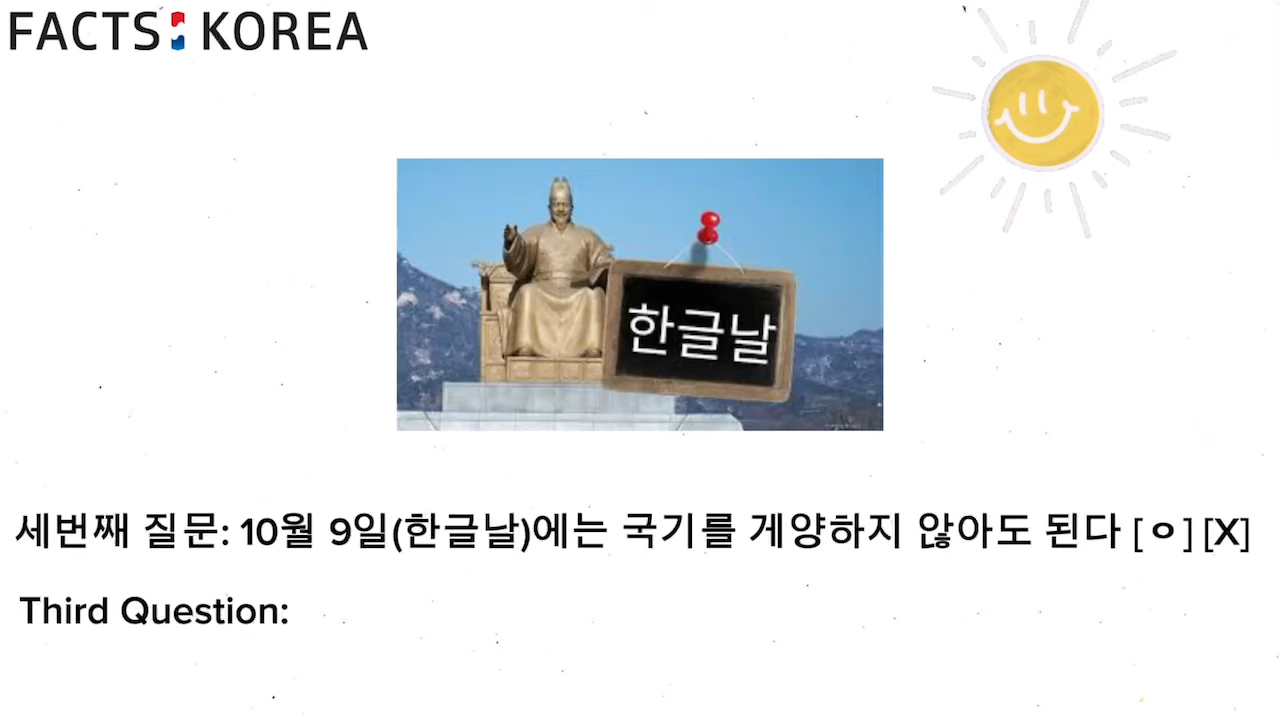 FACTS KOREA
한글날
세번째 질문: 10월 9일(한글날)에는 국기를 게양하지 않아도 된다 [ㅇ] [X]
Third Question: